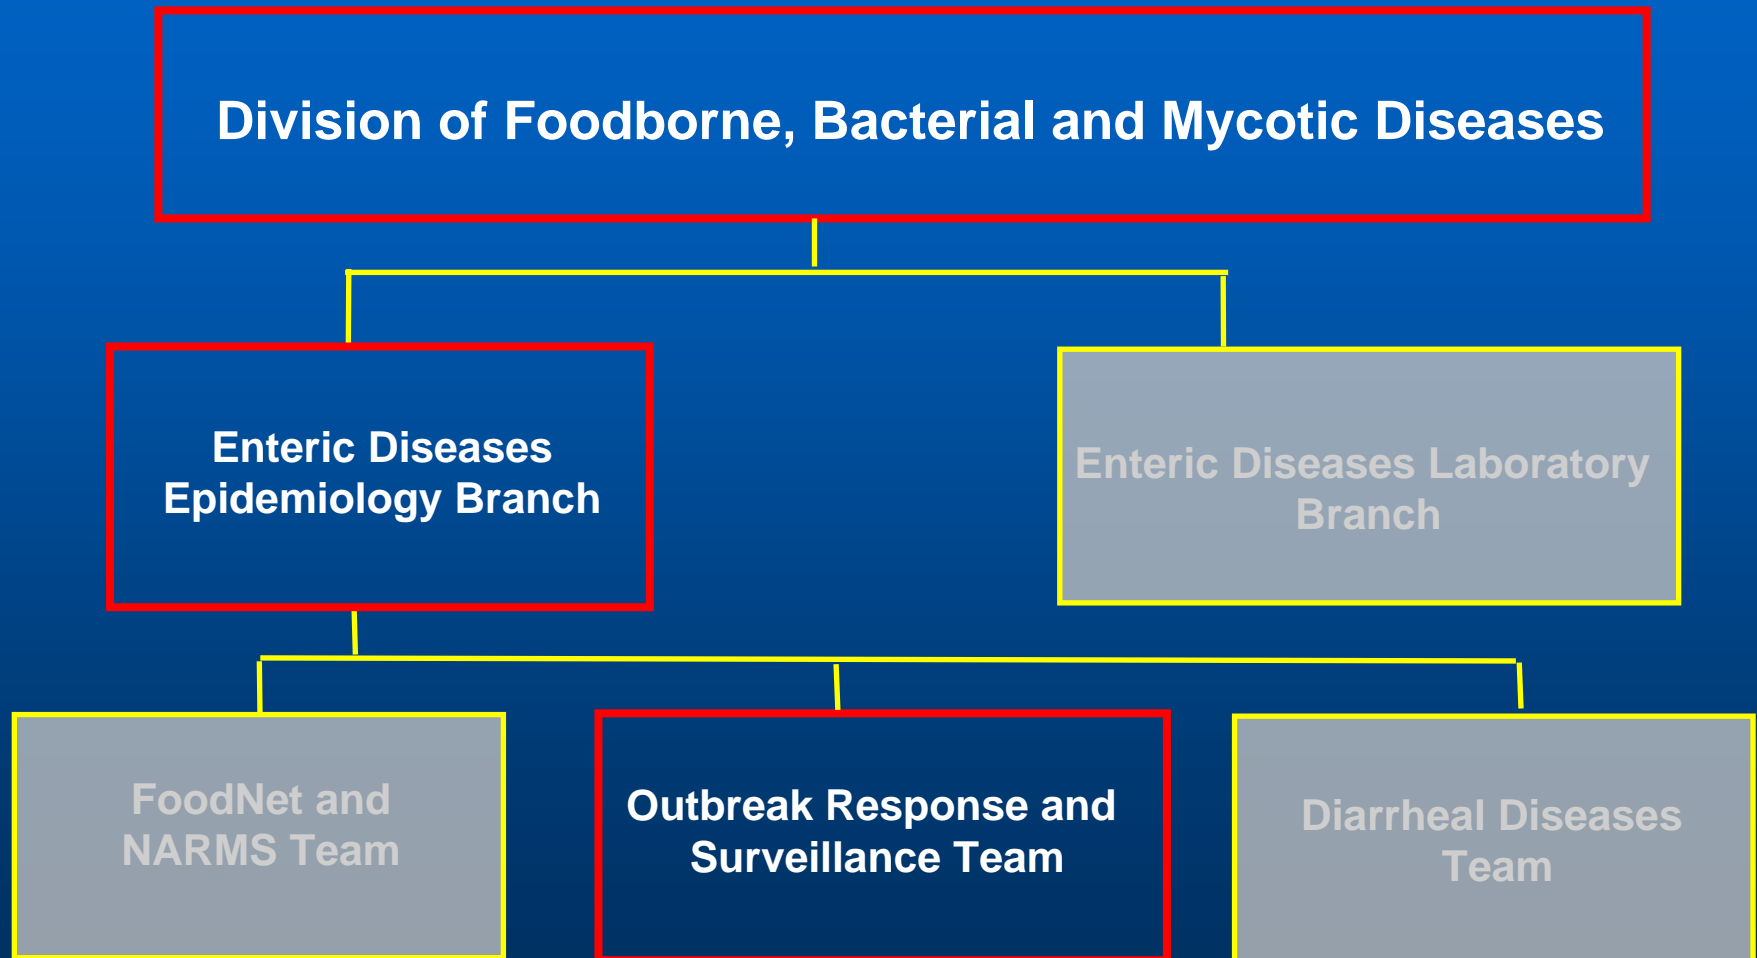 Division of Foodborne, Bacterial and Mycotic Diseases
Enteric Diseases
Epidemiology Branch
Enteric Diseases Laboratory
Branch
FoodNet and
NARMS Team
Outbreak Response and
Surveillance Team
Diarrheal Diseases
Team